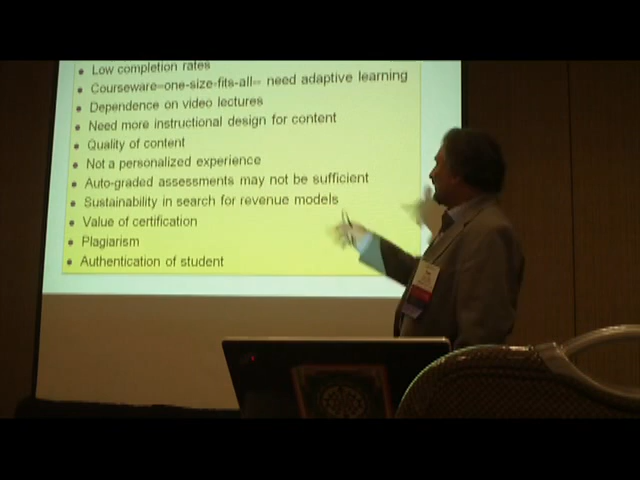 Low completion rates
Courseware=one-size-fits-all= need adaptive learning
Dependence on video lectures
Need more instructional design for content
Quality of content
Not a personalized experience
Auto-graded assessments may not be sufficient
Sustainability in search for revenue models
Value of certification
Plagiarism
Authentication of student